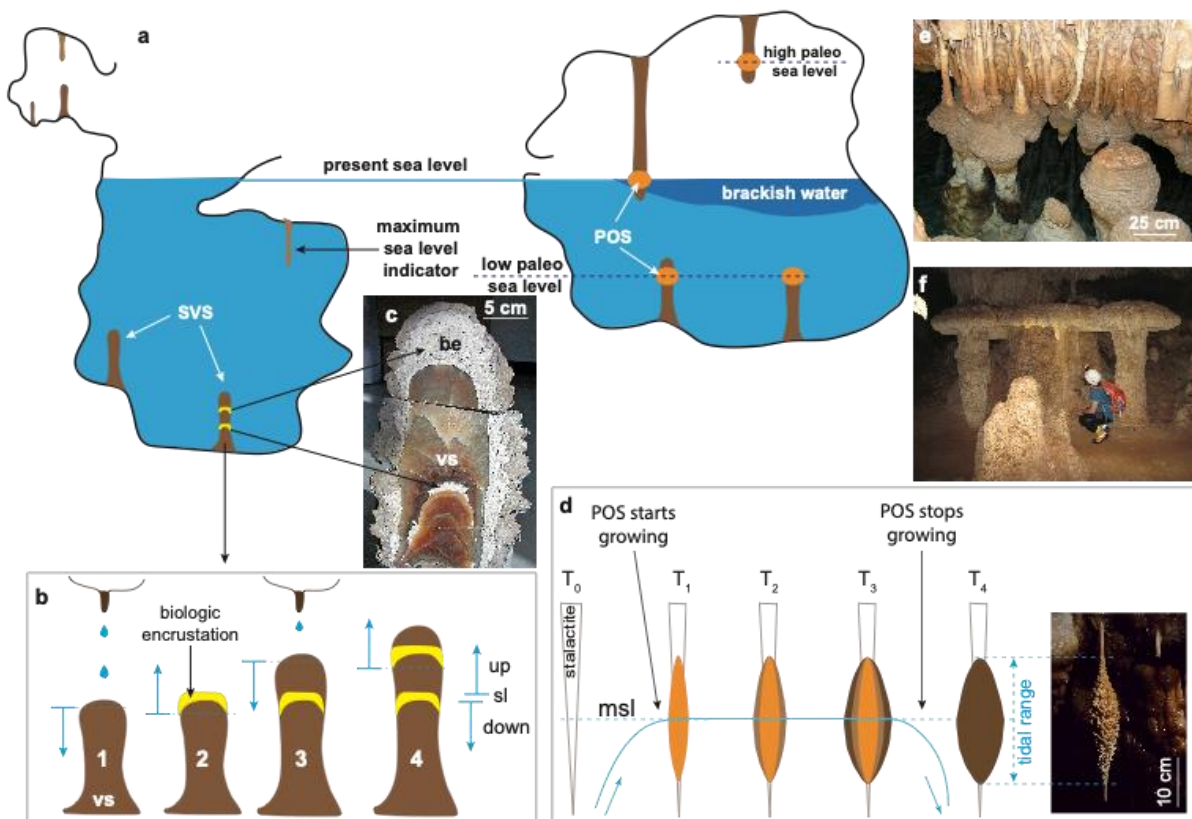 a
high paleo
sea level
present sea level
brackish water
maximum
sea level
indicator
POS
low paleo
sea level
SVS
c
5 cm
be
vs
e
25 cm
f
b
biologic
encrustation
up
sl
down
1
2
3
4
vs
d
POS starts
growing
POS stops
growing
T0
T1
T2
T3
T4
stalactite
msl
tidal range
10 cm